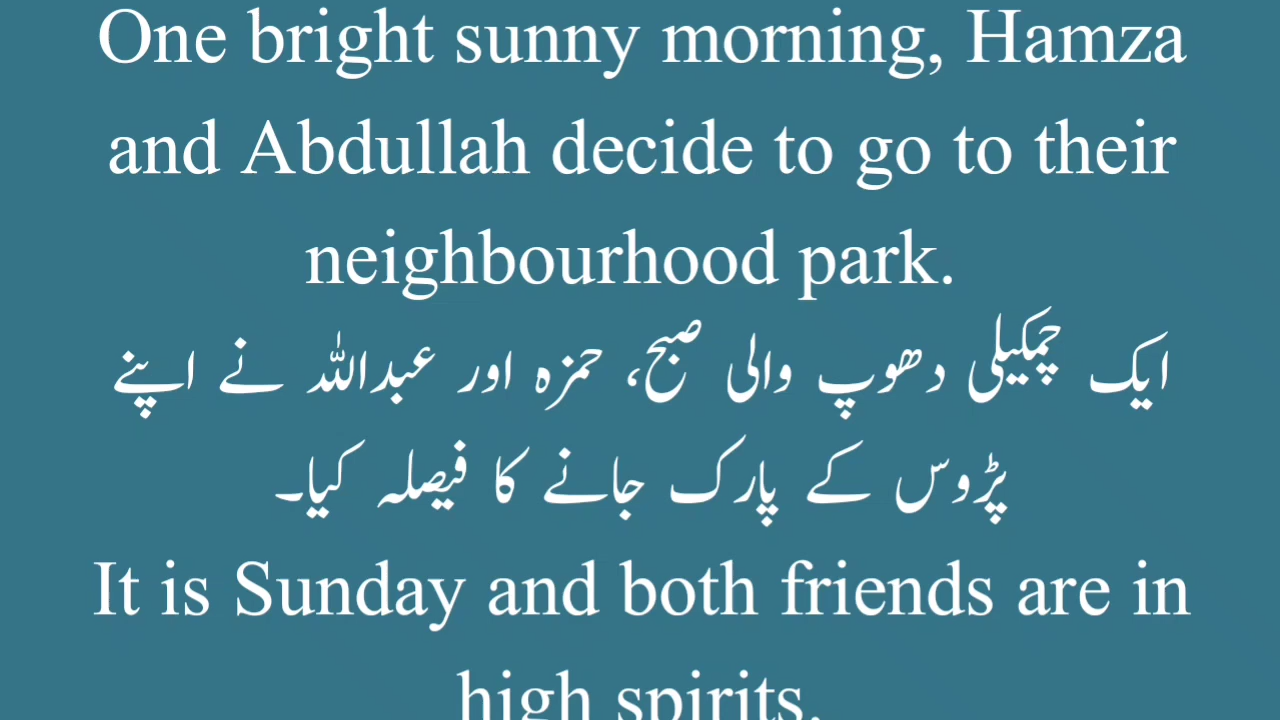 One bright sunny morning, Hamza
and Abdullah decide to go to their
neighbourhood park.
ایک چمکیلی دھوپ والی صبح، حمزہ اور عبداللہ نے اپنے
پڑوس کے پارک جانے کا فیصلہ کیا۔
It is Sunday and both friends are in
high spirits.